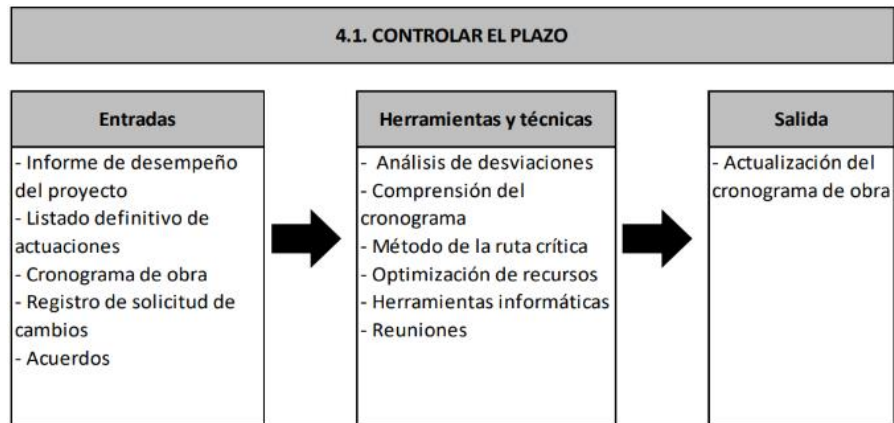 4.1. CONTROLAR EL PLAZO
Entradas
- Informe de desempeño
del proyecto
- Listado definitivo de
actuaciones
- Cronograma de obra
- Registro de solicitud de
cambios
- Acuerdos
Herramientas y técnicas
- Análisis de desviaciones
- Comprensión del
cronograma
- Método de la ruta crítica
- Optimización de recursos
- Herramientas informáticas
- Reuniones
Salida
- Actualización del
cronograma de obra